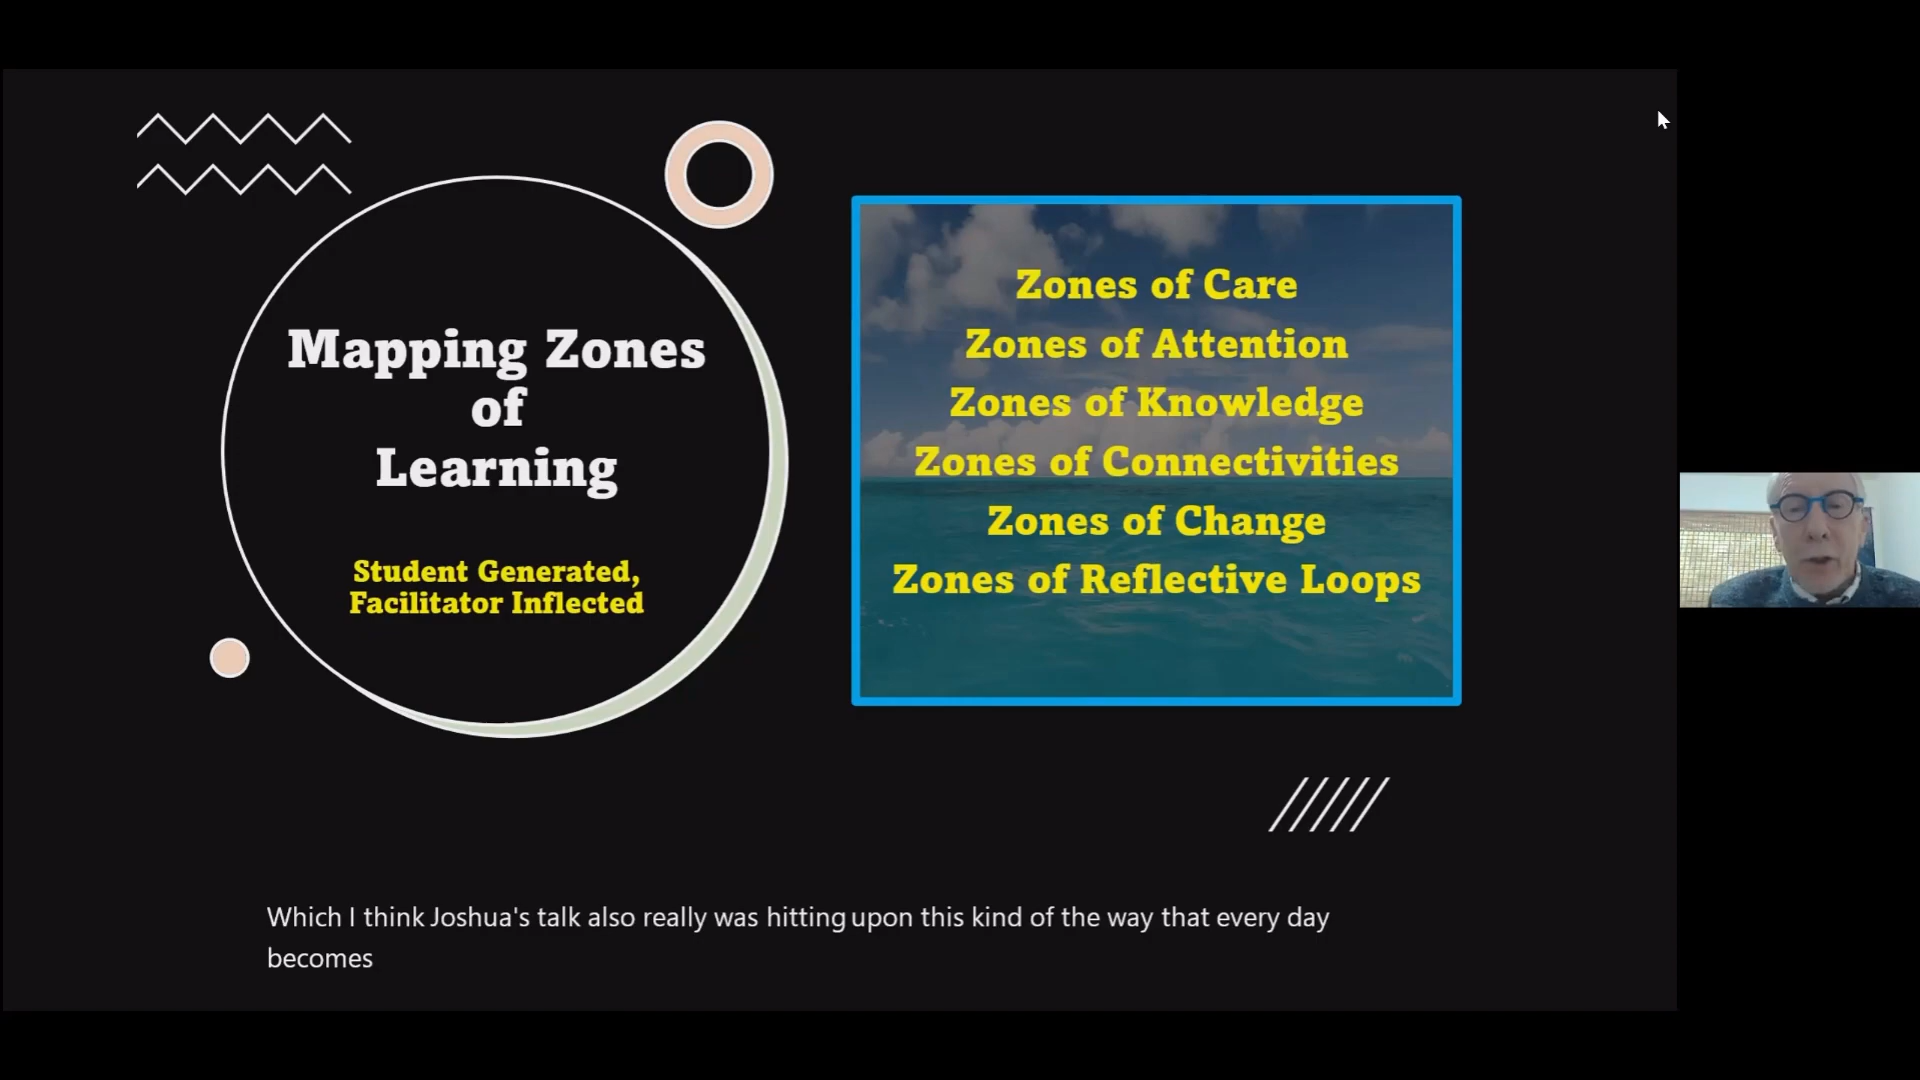 Mapping Zones
of
Learning
Student Generated,
Facilitator Inflected
Zones of Care
Zones of Attention
Zones of Knowledge
Zones of Connectivities
Zones of Change
Zones of Reflective Loops
Which I think Joshua's talk also really was hitting upon this kind of the way that every day
becomes